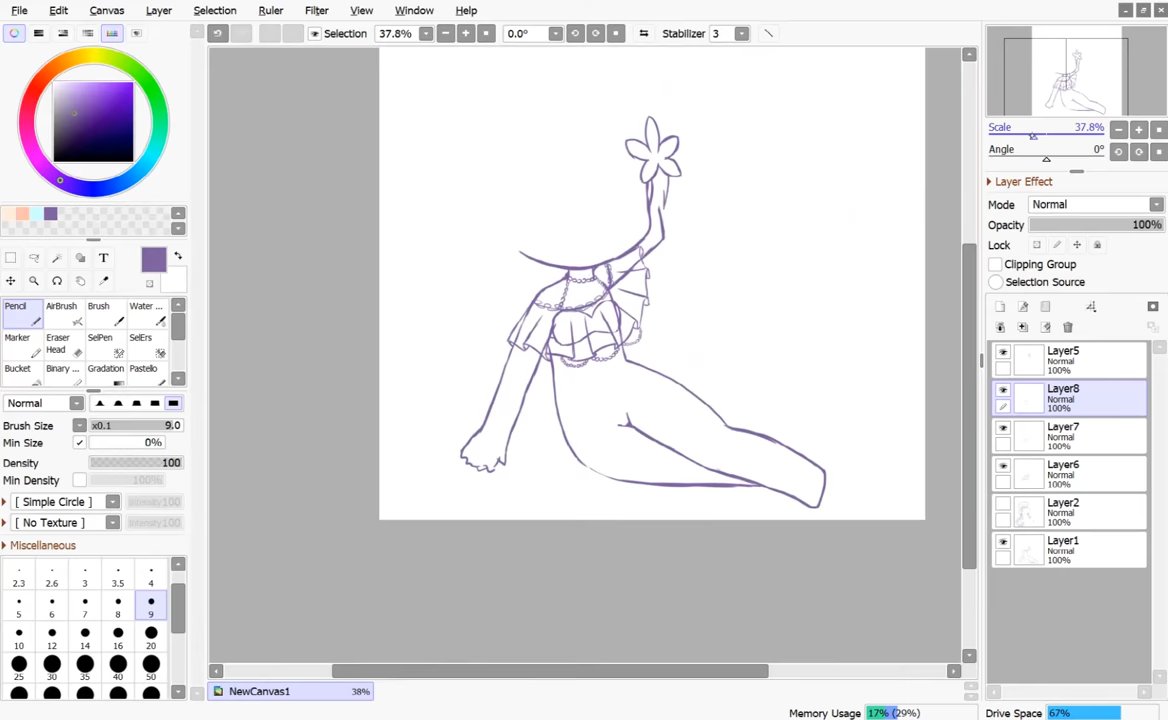 File Edit Canvas Layer Selection Ruler Filter View Window Help
Selection 37.8% 0.0° Stabilizer 3
Scale 37.8%
Angle 0°
Layer Effect
Mode Normal
Opacity 100%
Lock
Clipping Group
Selection Source
T
Pencil AirBrush Brush Water ...
Marker Eraser Head SelPen SelErs
Bucket Binary ... Gradation Pastello
Normal
Brush Size x0.1 9.0
Min Size 0%
Density 100
Min Density 100%
[ Simple Circle ] Intensity 100
[ No Texture ] Intensity 100
Miscellaneous
2.3 2.6 3 3.5 4
5 6 7 8 9
10 12 14 16 20
25 30 35 40 50
Layer5
Normal
100%
Layer8
Normal
100%
Layer7
Normal
100%
Layer6
Normal
100%
Layer2
Normal
100%
Layer1
Normal
100%
NewCanvas1 38%
Memory Usage 17% (29%) Drive Space 67%